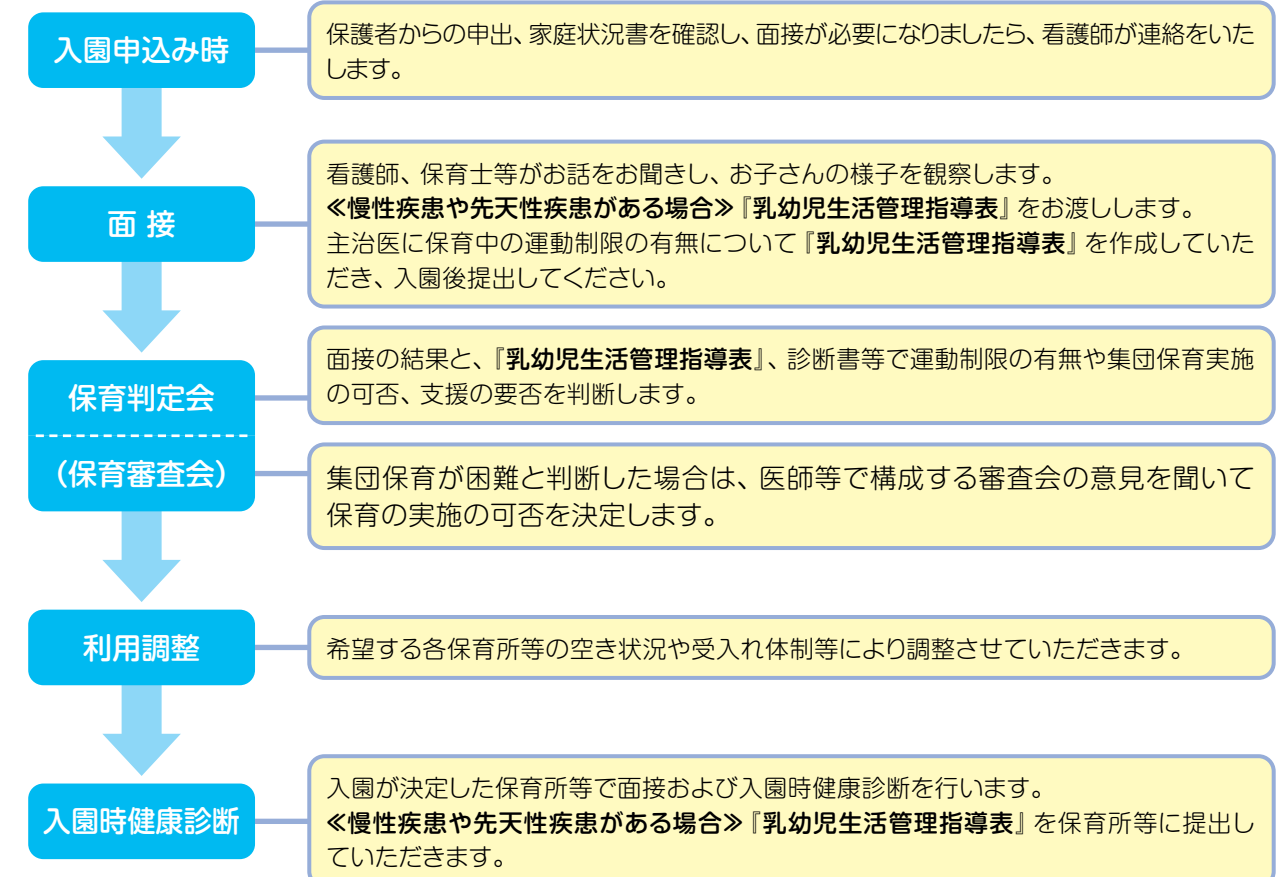 入園申込み時
保護者からの申出、家庭状況書を確認し、面接が必要になりましたら、看護師が連絡をいた
します。
面 接
看護師、保育士等がお話をお聞きし、お子さんの様子を観察します。
≪慢性疾患や先天性疾患がある場合≫『乳幼児生活管理指導表』をお渡しします。
主治医に保育中の運動制限の有無について『乳幼児生活管理指導表』を作成していた
だき、入園後提出してください。
保育判定会
面接の結果と、『乳幼児生活管理指導表』、診断書等で運動制限の有無や集団保育実施
の可否、支援の要否を判断します。
(保育審査会)
集団保育が困難と判断した場合は、医師等で構成する審査会の意見を聞いて
保育の実施の可否を決定します。
利用調整
希望する各保育所等の空き状況や受入れ体制等により調整させていただきます。
入園時健康診断
入園が決定した保育所等で面接および入園時健康診断を行います。
≪慢性疾患や先天性疾患がある場合≫『乳幼児生活管理指導表』を保育所等に提出し
ていただきます。